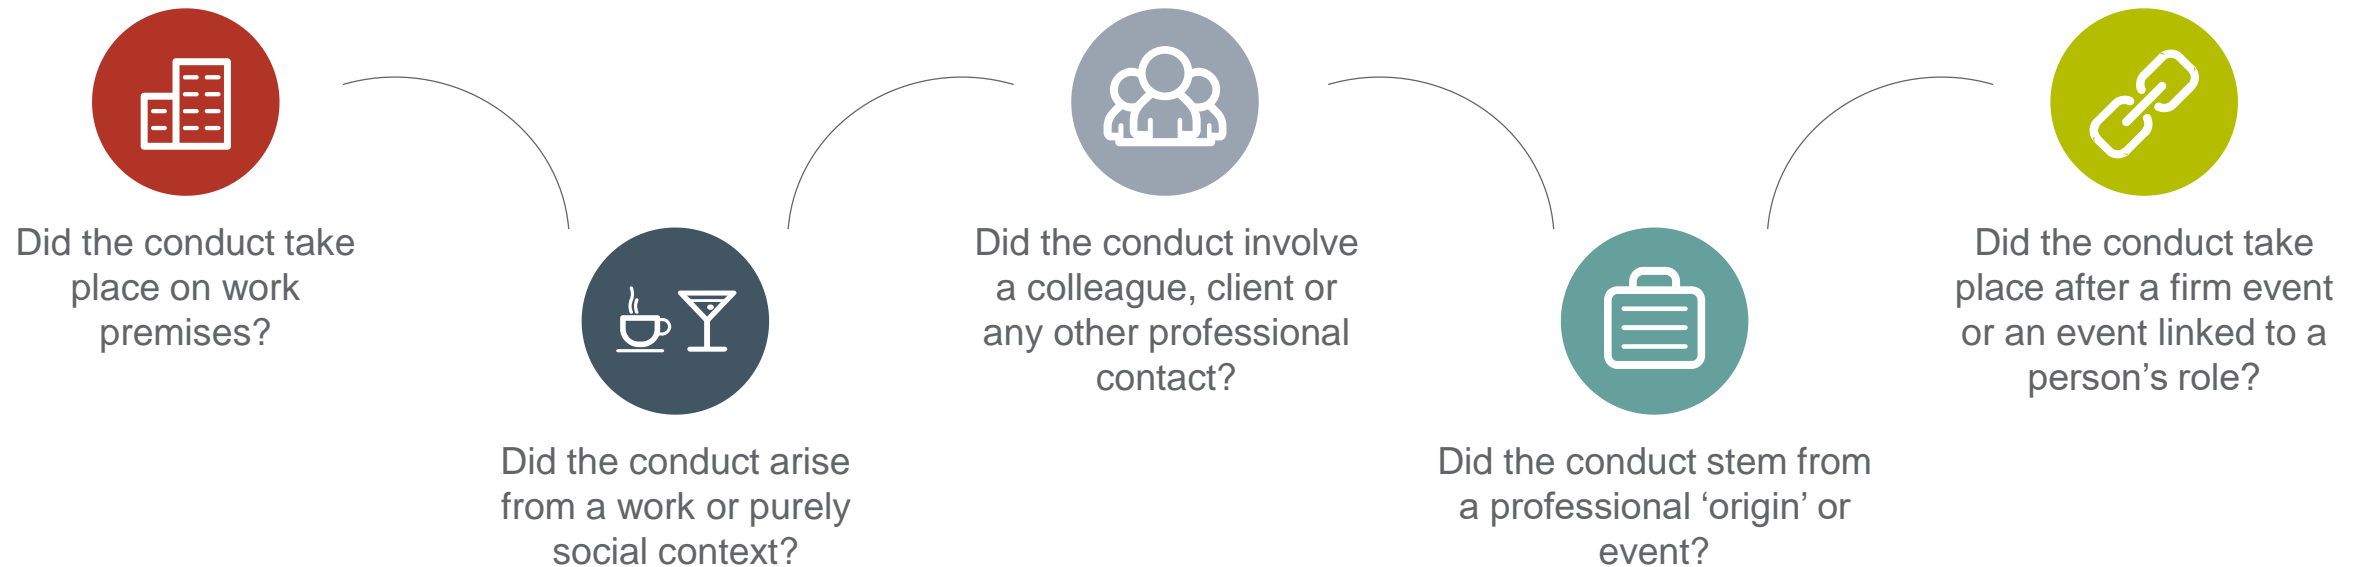 Did the conduct take
place on work
premises?
Did the conduct arise
from a work or purely
social context?
Did the conduct involve
a colleague, client or
any other professional
contact?
Did the conduct stem from
a professional ‘origin’ or
event?
Did the conduct take
place after a firm event
or an event linked to a
person’s role?